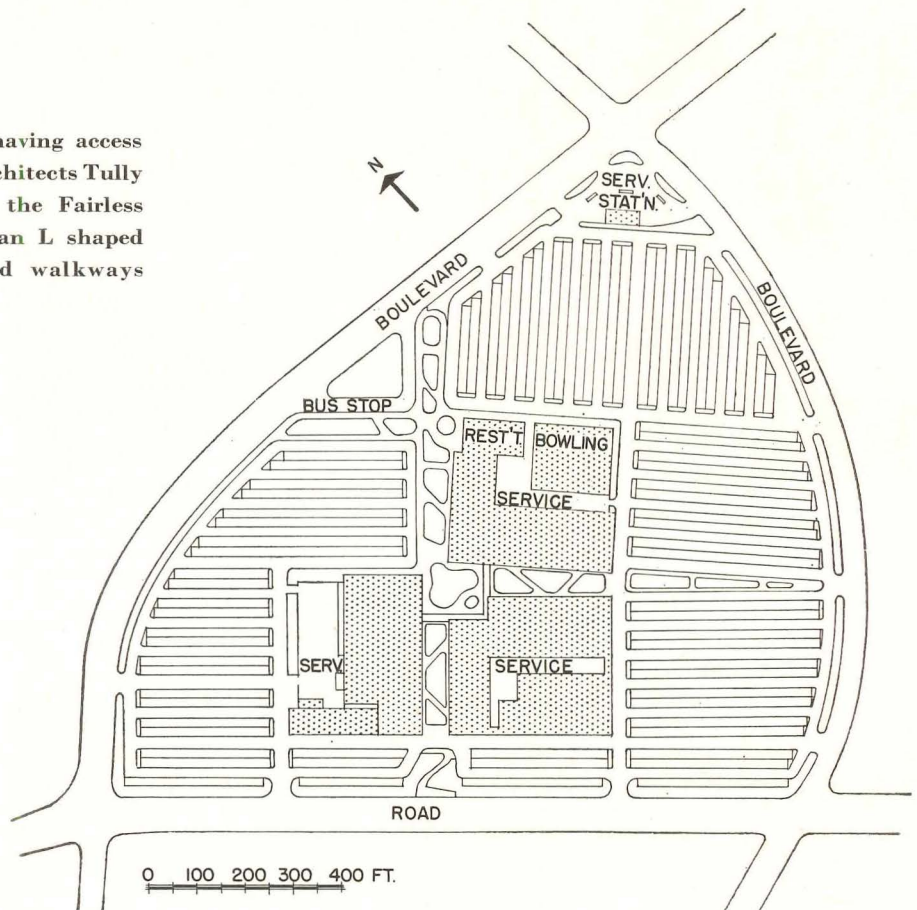 having access
chitects Tully
the Fairless
an L shaped
d walkways
N
SERV.
STAT'N.
BOULEVARD
BOULEVARD
BUS STOP
REST'T.
BOWLING
SERVICE
SERV.
SERVICE
ROAD
0 100 200 300 400 FT.